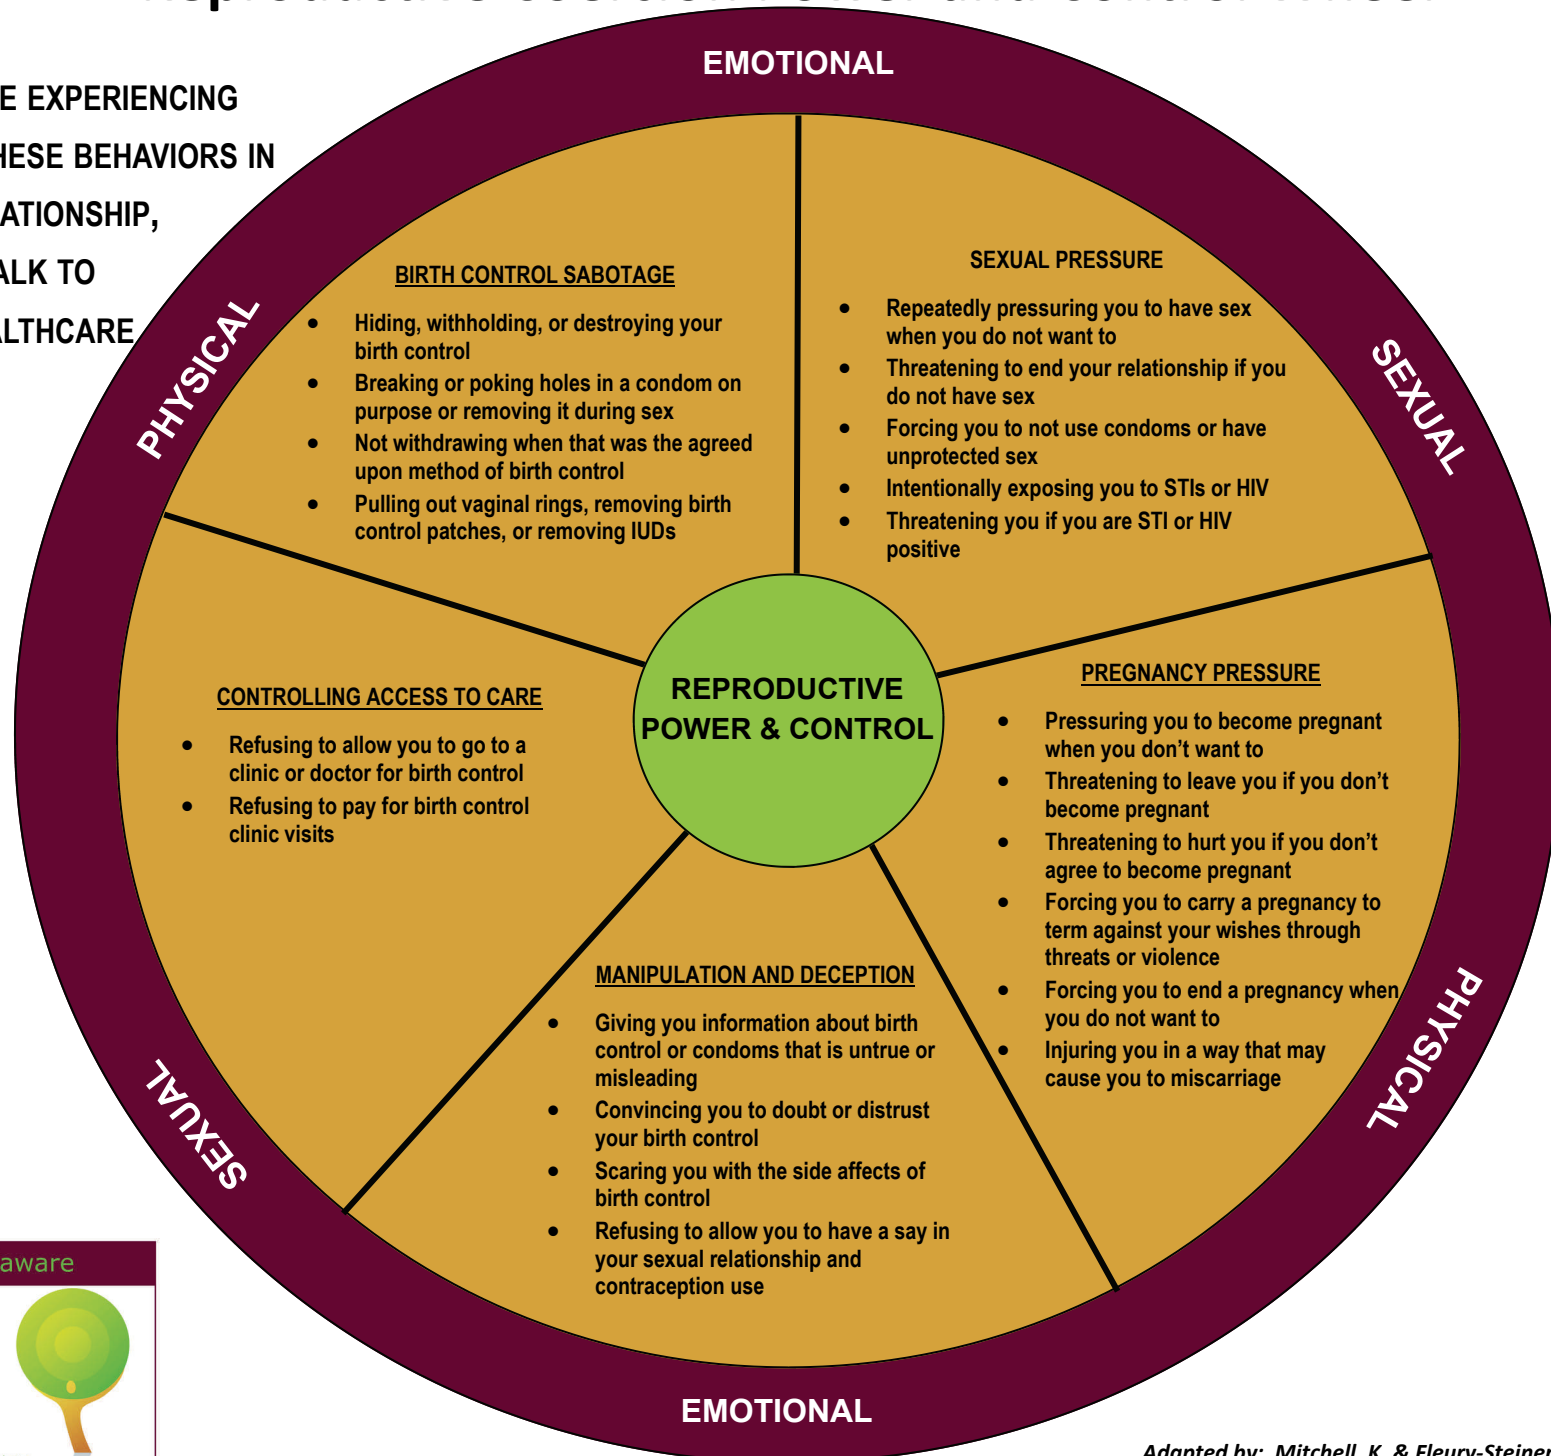 Reproductive Coercion Power and Control Wheel
EMOTIONAL
E EXPERIENCING
HESE BEHAVIORS IN
ATIONSHIP,
ALK TO
ALTHCARE
PHYSICAL
SEXUAL
BIRTH CONTROL SABOTAGE
• Hiding, withholding, or destroying your
birth control
• Breaking or poking holes in a condom on
purpose or removing it during sex
• Not withdrawing when that was the agreed
upon method of birth control
• Pulling out vaginal rings, removing birth
control patches, or removing IUDs
SEXUAL PRESSURE
• Repeatedly pressuring you to have sex
when you do not want to
• Threatening to end your relationship if you
do not have sex
• Forcing you to not use condoms or have
unprotected sex
• Intentionally exposing you to STIs or HIV
• Threatening you if you are STI or HIV
positive
REPRODUCTIVE
POWER & CONTROL
CONTROLLING ACCESS TO CARE
• Refusing to allow you to go to a
clinic or doctor for birth control
• Refusing to pay for birth control
clinic visits
PREGNANCY PRESSURE
• Pressuring you to become pregnant
when you don't want to
• Threatening to leave you if you don't
become pregnant
• Threatening to hurt you if you don't
agree to become pregnant
• Forcing you to carry a pregnancy to
term against your wishes through
threats or violence
• Forcing you to end a pregnancy when
you do not want to
• Injuring you in a way that may
cause you to miscarriage
MANIPULATION AND DECEPTION
• Giving you information about birth
control or condoms that is untrue or
misleading
• Convincing you to doubt or distrust
your birth control
• Scaring you with the side affects of
birth control
• Refusing to allow you to have a say in
your sexual relationship and
contraception use
SEXUAL
PHYSICAL
aware
EMOTIONAL
Adapted by: Mitchell, K. & Fleury-Steiner